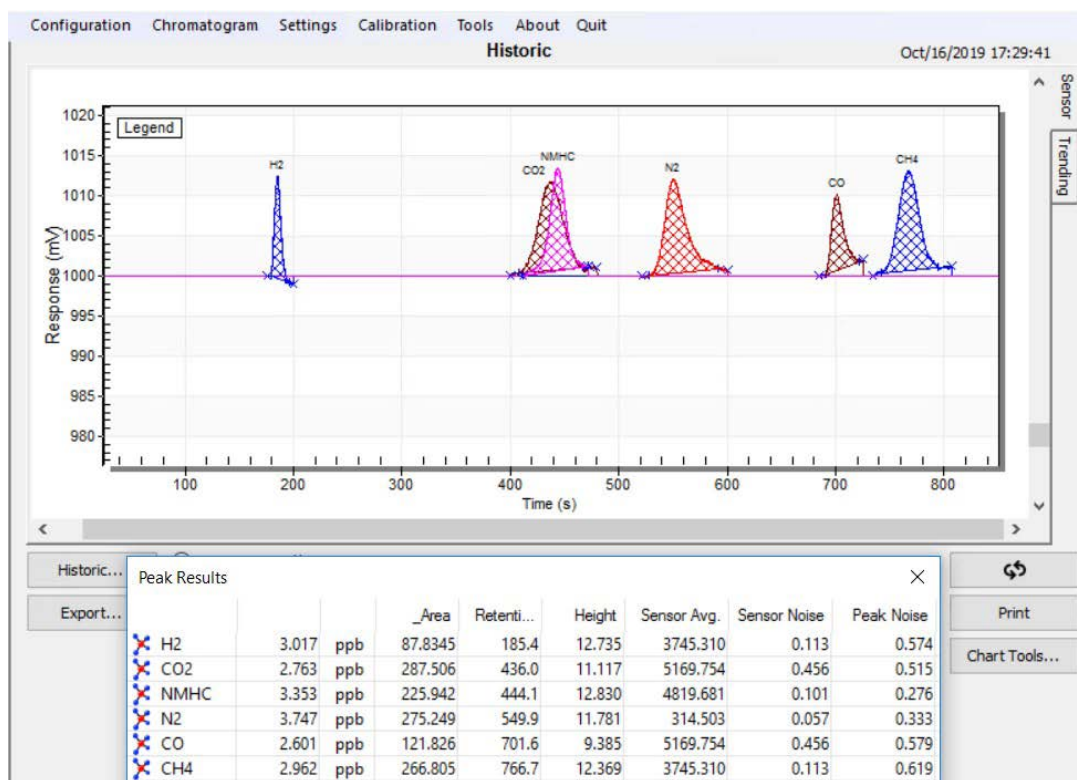 Configuration Chromatogram Settings Calibration Tools About Quit
Historic
Oct/16/2019 17:29:41
Sensor
Trending
Legend
H2
CO2
NMHC
N2
CO
CH4
Response (mV)
1020
1015
1010
1005
1000
995
990
985
980
100 200 300 400 500 600 700 800
Time (s)
Historic...
Export...
Print
Chart Tools...
Peak Results
_Area Retenti... Height Sensor Avg. Sensor Noise Peak Noise
H2 3.017 ppb 87.8345 185.4 12.735 3745.310 0.113 0.574
CO2 2.763 ppb 287.506 436.0 11.117 5169.754 0.456 0.515
NMHC 3.353 ppb 225.942 444.1 12.830 4819.681 0.101 0.276
N2 3.747 ppb 275.249 549.9 11.781 314.503 0.057 0.333
CO 2.601 ppb 121.826 701.6 9.385 5169.754 0.456 0.579
CH4 2.962 ppb 266.805 766.7 12.369 3745.310 0.113 0.619